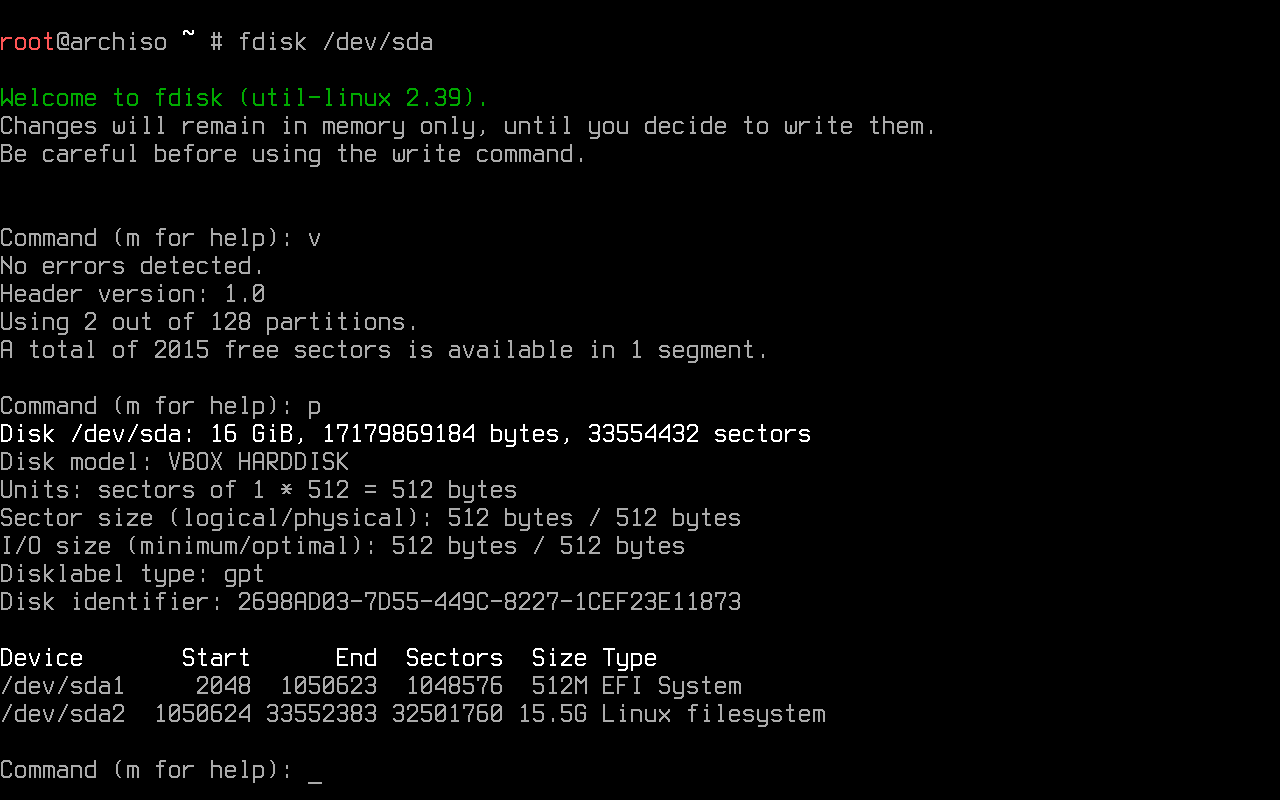 root@archiso ~ # fdisk /dev/sda
Welcome to fdisk (util-linux 2.39).
Changes will remain in memory only, until you decide to write them.
Be careful before using the write command.
Command (m for help): v
No errors detected.
Header version: 1.0
Using 2 out of 128 partitions.
A total of 2015 free sectors is available in 1 segment.
Command (m for help): p
Disk /dev/sda: 16 GiB, 17179869184 bytes, 33554432 sectors
Disk model: VBOX HARDDISK
Units: sectors of 1 * 512 = 512 bytes
Sector size (logical/physical): 512 bytes / 512 bytes
I/O size (minimum/optimal): 512 bytes / 512 bytes
Disklabel type: gpt
Disk identifier: 2698AD03-7D55-449C-8227-1CEF23E11873
Device       Start      End  Sectors  Size Type
/dev/sda1     2048  1050623  1048576  512M EFI System
/dev/sda2  1050624 33552383 32501760 15.5G Linux filesystem
Command (m for help): _